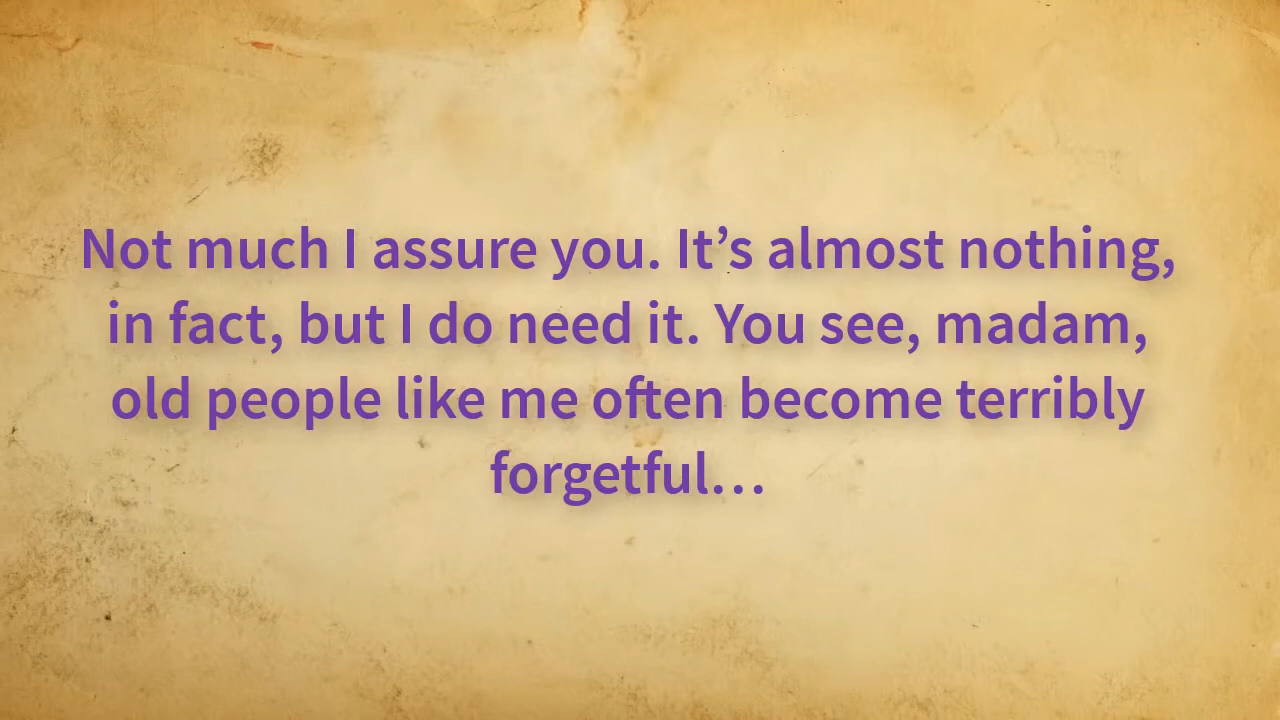 Not much I assure you. It’s almost nothing,
in fact, but I do need it. You see, madam,
old people like me often become terribly
forgetful…